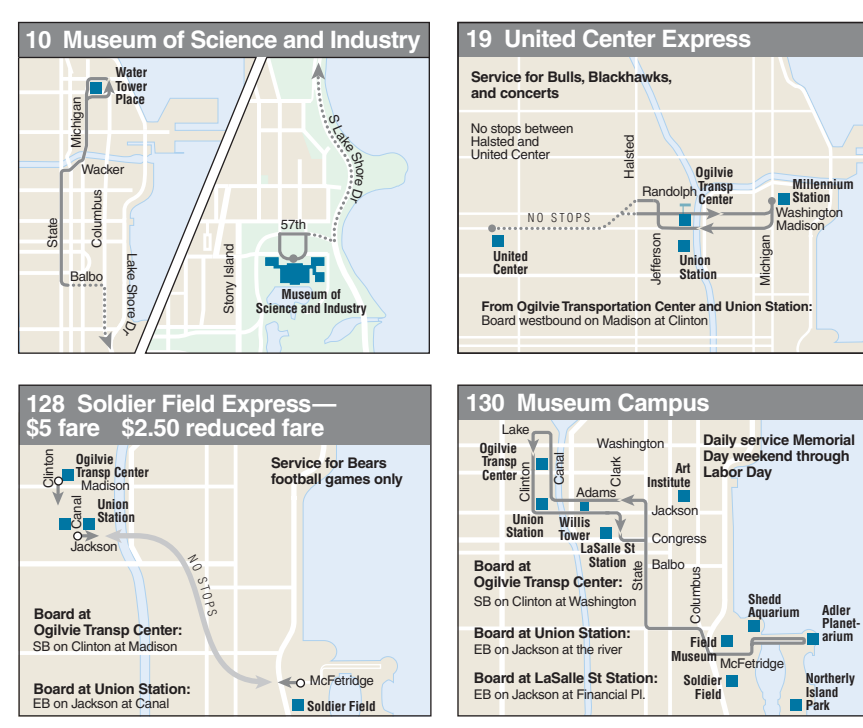 10 Museum of Science and Industry
Water
Tower
Place
Michigan
Wacker
State
Columbus
Balbo
Lake Shore Dr
S Lake Shore Dr
57th
Stony Island
Museum of
Science and Industry
19 United Center Express
Service for Bulls, Blackhawks,
and concerts
No stops between
Halsted and
United Center
Halsted
Randolph
Ogilvie
Transp
Center
Millennium
Station
Washington
Madison
NO STOPS
United
Center
Jefferson
Union
Station
Michigan
From Ogilvie Transportation Center and Union Station:
Board westbound on Madison at Clinton
128 Soldier Field Express—
$5 fare $2.50 reduced fare
Clinton
Ogilvie
Transp Center
Madison
Canal
Union
Station
Jackson
Service for Bears
football games only
NO STOPS
Board at
Ogilvie Transp Center:
SB on Clinton at Madison
Board at Union Station:
EB on Jackson at Canal
McFetridge
Soldier Field
130 Museum Campus
Lake
Ogilvie
Transp
Center
Clinton
Canal
Washington
Clark
Adams
Art
Institute
Daily service Memorial
Day weekend through
Labor Day
Jackson
Union
Station
Willis
Tower
LaSalle St
Station
Congress
State
Balbo
Columbus
Board at
Ogilvie Transp Center:
SB on Clinton at Washington
Board at Union Station:
EB on Jackson at the river
Board at LaSalle St Station:
EB on Jackson at Financial Pl.
Shedd
Aquarium
Adler
Planet-
arium
Field
Museum
McFetridge
Soldier
Field
Northerly
Island
Park